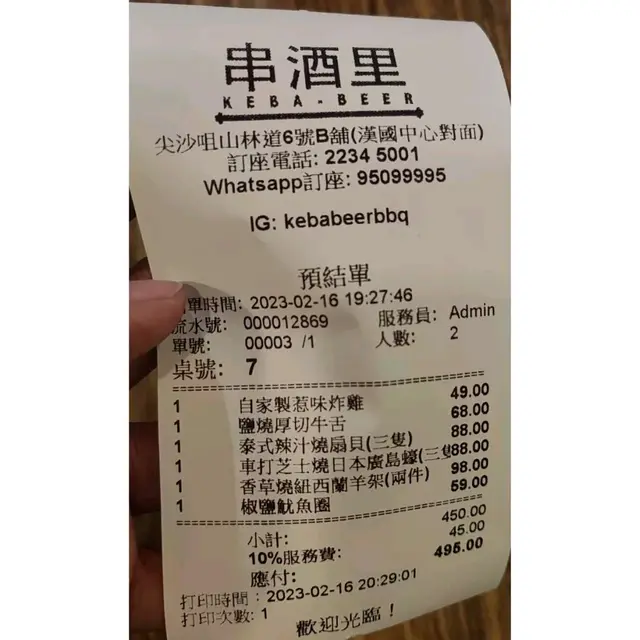 串酒里
KEBA-BEER
尖沙咀山林道6號B舖(漢國中心對面)
訂座電話: 2234 5001
Whatsapp訂座: 95099995
IG: kebabeerbbq
預結單
單時間: 2023-02-16 19:27:46
流水號: 000012869 服務員: Admin
單號: 00003 /1 人數: 2
桌號: 7
1 自家製惹味炸雞 49.00
1 鹽燒厚切牛舌 68.00
1 泰式辣汁燒扇貝(三隻) 88.00
1 車打芝士燒日本廣島蠔(三 88.00
1 香草燒紐西蘭羊架(兩件) 98.00
1 椒鹽魷魚圈 59.00
小計: 450.00
10%服務費: 45.00
應付: 495.00
打印時間: 2023-02-16 20:29:01
打印次數: 1
歡迎光臨！